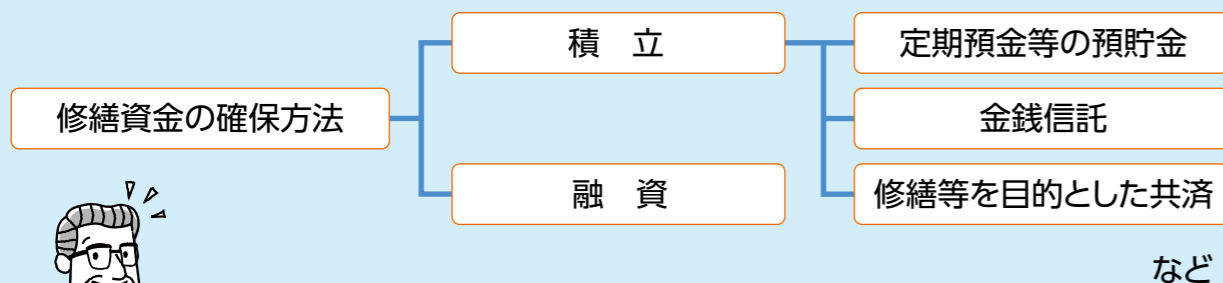 修繕資金の確保方法
積　立
融　資
定期預金等の預貯金
金銭信託
修繕等を目的とした共済
など